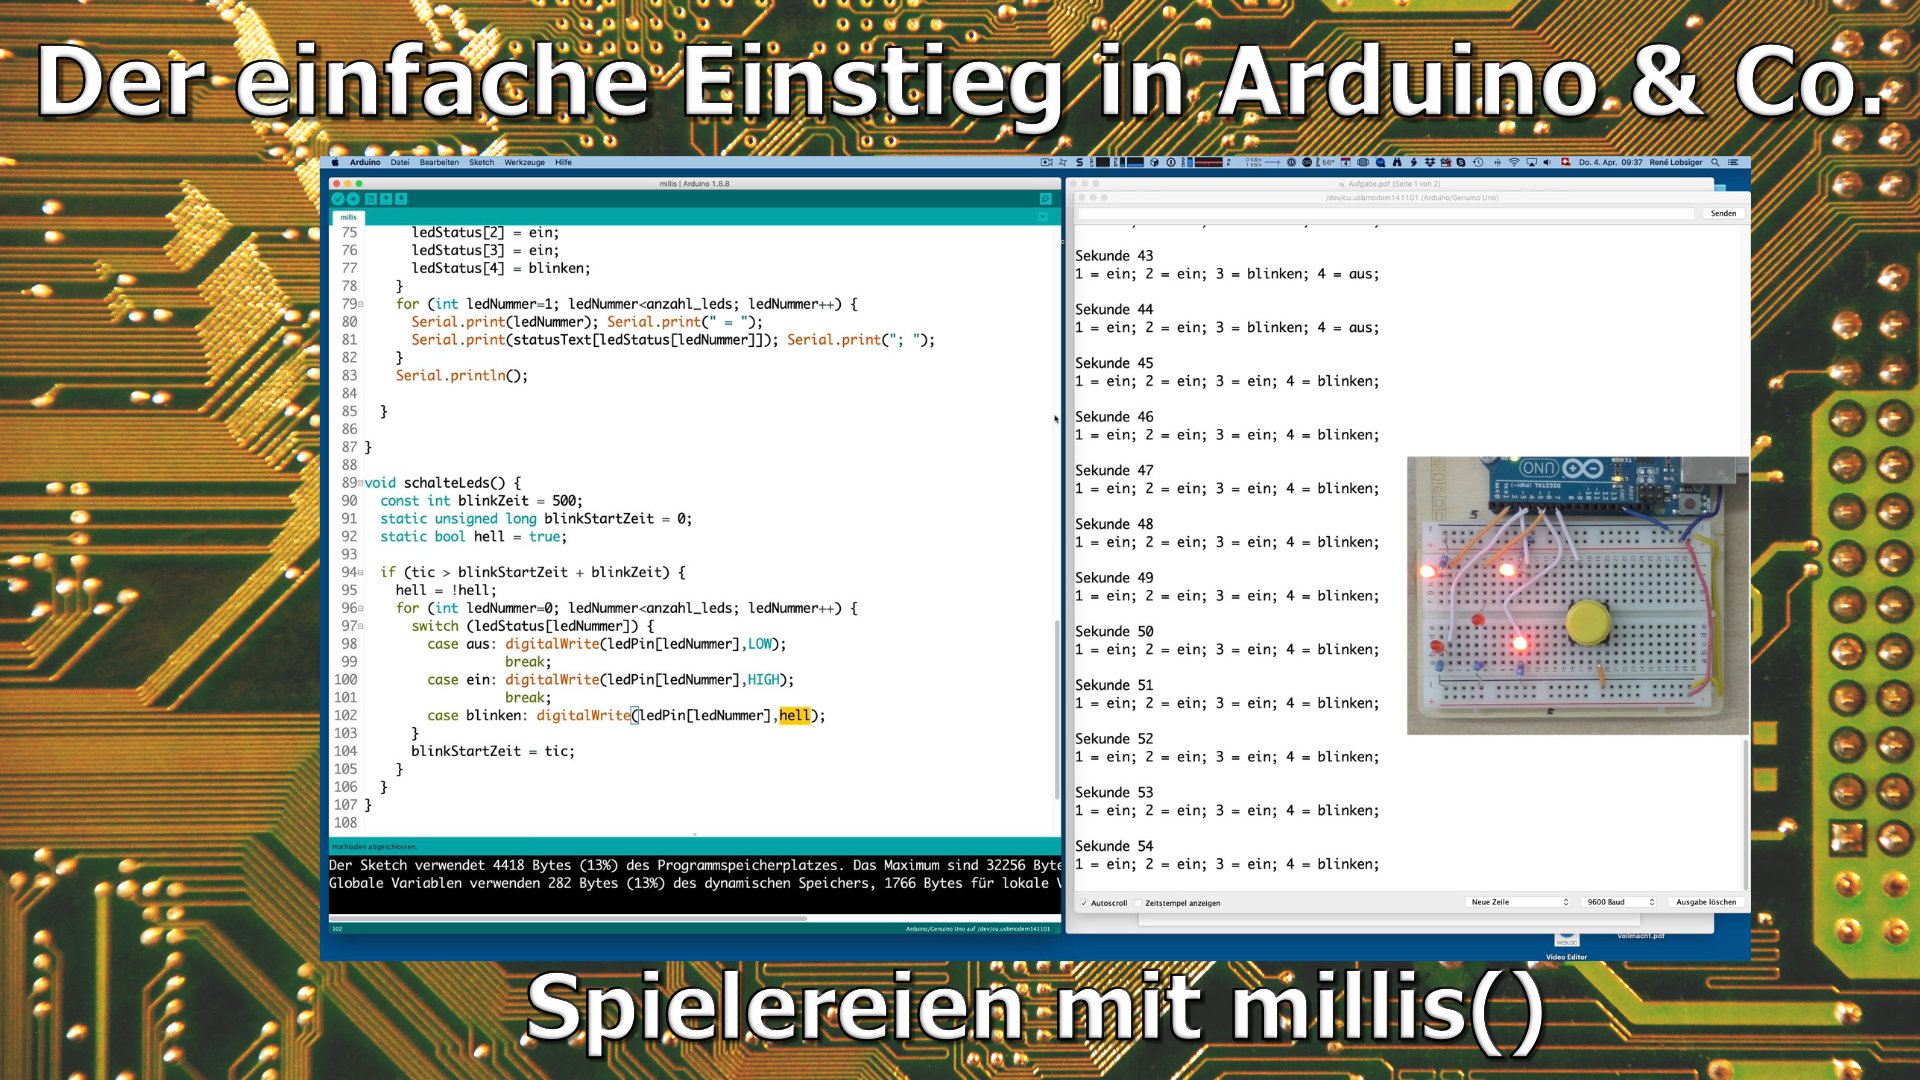 Der einfache Einstieg in Arduino & Co.
Arduino Datei Bearbeiten Sketch Werkzeuge Hilfe
56° Do. 4. Apr. 09:37 René Lobsiger
millis | Arduino 1.8.8
Aufgabe.pdf (Seite 1 von 2)
/dev/cu.usbmodem141101 (Arduino/Genuino Uno)
Senden
millis
75 ledStatus[2] = ein;
76 ledStatus[3] = ein;
77 ledStatus[4] = blinken;
78 }
79 for (int ledNummer=1; ledNummer<anzahl_leds; ledNummer++) {
80 Serial.print(ledNummer); Serial.print(" = ");
81 Serial.print(statusText[ledStatus[ledNummer]]); Serial.print("; ");
82 }
83 Serial.println();
84
85 }
86
87 }
88
89 void schalteLeds() {
90 const int blinkZeit = 500;
91 static unsigned long blinkStartZeit = 0;
92 static bool hell = true;
93
94 if (tic > blinkStartZeit + blinkZeit) {
95 hell = !hell;
96 for (int ledNummer=0; ledNummer<anzahl_leds; ledNummer++) {
97 switch (ledStatus[ledNummer]) {
98 case aus: digitalWrite(ledPin[ledNummer],LOW);
99 break;
100 case ein: digitalWrite(ledPin[ledNummer],HIGH);
101 break;
102 case blinken: digitalWrite(ledPin[ledNummer],hell);
103 }
104 blinkStartZeit = tic;
105 }
106 }
107 }
108
Hochladen abgeschlossen.
Der Sketch verwendet 4418 Bytes (13%) des Programmspeicherplatzes. Das Maximum sind 32256 Byte
Globale Variablen verwenden 282 Bytes (13%) des dynamischen Speichers, 1766 Bytes für lokale V
102 Arduino/Genuino Uno auf /dev/cu.usbmodem141101
Sekunde 43
1 = ein; 2 = ein; 3 = blinken; 4 = aus;
Sekunde 44
1 = ein; 2 = ein; 3 = blinken; 4 = aus;
Sekunde 45
1 = ein; 2 = ein; 3 = ein; 4 = blinken;
Sekunde 46
1 = ein; 2 = ein; 3 = ein; 4 = blinken;
Sekunde 47
1 = ein; 2 = ein; 3 = ein; 4 = blinken;
Sekunde 48
1 = ein; 2 = ein; 3 = ein; 4 = blinken;
Sekunde 49
1 = ein; 2 = ein; 3 = ein; 4 = blinken;
Sekunde 50
1 = ein; 2 = ein; 3 = ein; 4 = blinken;
Sekunde 51
1 = ein; 2 = ein; 3 = ein; 4 = blinken;
Sekunde 52
1 = ein; 2 = ein; 3 = ein; 4 = blinken;
Sekunde 53
1 = ein; 2 = ein; 3 = ein; 4 = blinken;
Sekunde 54
1 = ein; 2 = ein; 3 = ein; 4 = blinken;
UNO
Autoscroll Zeitstempel anzeigen Neue Zeile 9600 Baud Ausgabe löschen
WEBLOC
Vollmacht.pdf
Video Editor
Spielereien mit millis()